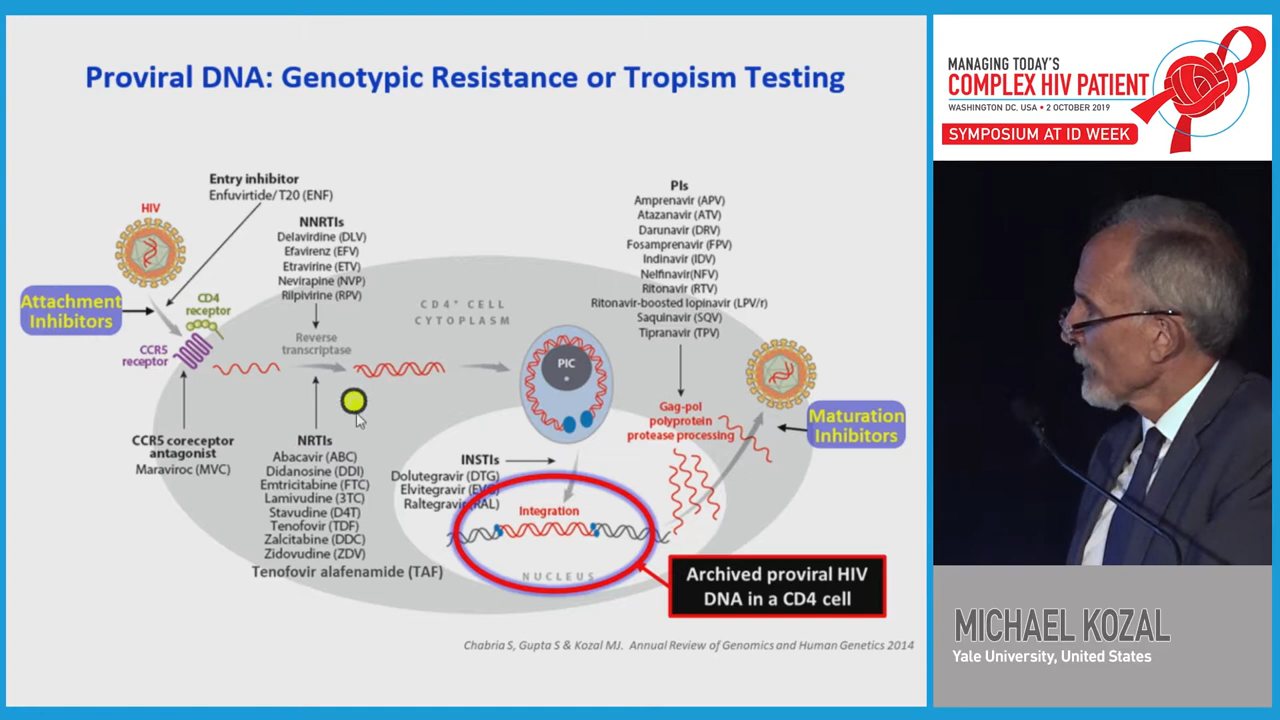 Proviral DNA: Genotypic Resistance or Tropism Testing
Entry inhibitor
Enfuvirtide/T20 (ENF)
HIV
NNRTIs
Delavirdine (DLV)
Efavirenz (EFV)
Etravirine (ETV)
Nevirapine (NVP)
Rilpivirine (RPV)
PIs
Amprenavir (APV)
Atazanavir (ATV)
Darunavir (DRV)
Fosamprenavir (FPV)
Indinavir (IDV)
Nelfinavir(NFV)
Ritonavir (RTV)
Ritonavir-boosted lopinavir (LPV/r)
Saquinavir (SQV)
Tipranavir (TPV)
Attachment
Inhibitors
CD4
receptor
CCR5
receptor
Reverse
transcriptase
CD4+ CELL
CYTOPLASM
PIC
Gag-pol
polyprotein
protease processing
Maturation
Inhibitors
CCR5 coreceptor
antagonist
Maraviroc (MVC)
NRTIs
Abacavir (ABC)
Didanosine (DDI)
Emtricitabine (FTC)
Lamivudine (3TC)
Stavudine (D4T)
Tenofovir (TDF)
Zalcitabine (DDC)
Zidovudine (ZDV)
Tenofovir alafenamide (TAF)
INSTIs
Dolutegravir (DTG)
Elvitegravir (EVG)
Raltegravir (RAL)
Integration
NUCLEUS
Archived proviral HIV
DNA in a CD4 cell
Chabria S, Gupta S & Kozal MJ. Annual Review of Genomics and Human Genetics 2014
MANAGING TODAY'S
COMPLEX HIV PATIENT
WASHINGTON DC, USA • 2 OCTOBER 2019
SYMPOSIUM AT ID WEEK
MICHAEL KOZAL
Yale University, United States